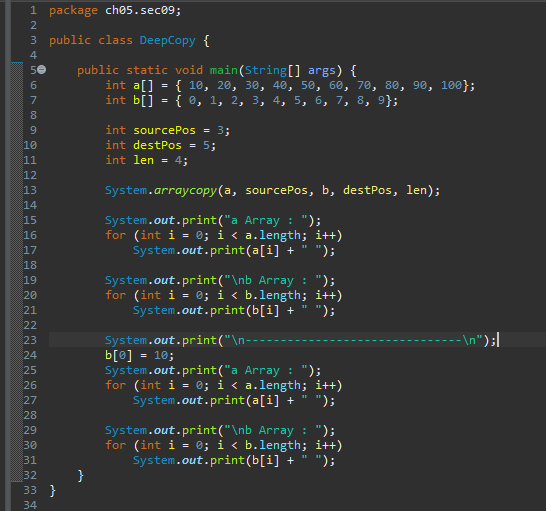 1 package ch05.sec09;
2
3 public class DeepCopy {
4
5     public static void main(String[] args) {
6         int a[] = { 10, 20, 30, 40, 50, 60, 70, 80, 90, 100};
7         int b[] = { 0, 1, 2, 3, 4, 5, 6, 7, 8, 9};
8
9         int sourcePos = 3;
10         int destPos = 5;
11         int len = 4;
12
13         System.arraycopy(a, sourcePos, b, destPos, len);
14
15         System.out.print("a Array : ");
16         for (int i = 0; i < a.length; i++)
17             System.out.print(a[i] + " ");
18
19         System.out.print("\nb Array : ");
20         for (int i = 0; i < b.length; i++)
21             System.out.print(b[i] + " ");
22
23         System.out.print("\n-------------------------------\n");
24         b[0] = 10;
25         System.out.print("a Array : ");
26         for (int i = 0; i < a.length; i++)
27             System.out.print(a[i] + " ");
28
29         System.out.print("\nb Array : ");
30         for (int i = 0; i < b.length; i++)
31             System.out.print(b[i] + " ");
32     }
33 }
34